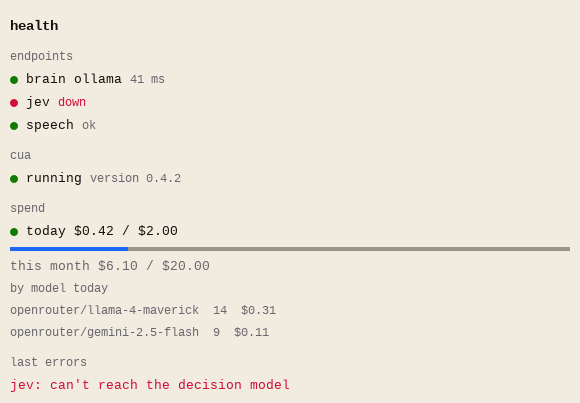 health
endpoints
brain ollama 41 ms
jev down
speech ok
cua
running version 0.4.2
spend
today $0.42 / $2.00
this month $6.10 / $20.00
by model today
openrouter/llama-4-maverick 14 $0.31
openrouter/gemini-2.5-flash 9 $0.11
last errors
jev: can't reach the decision model